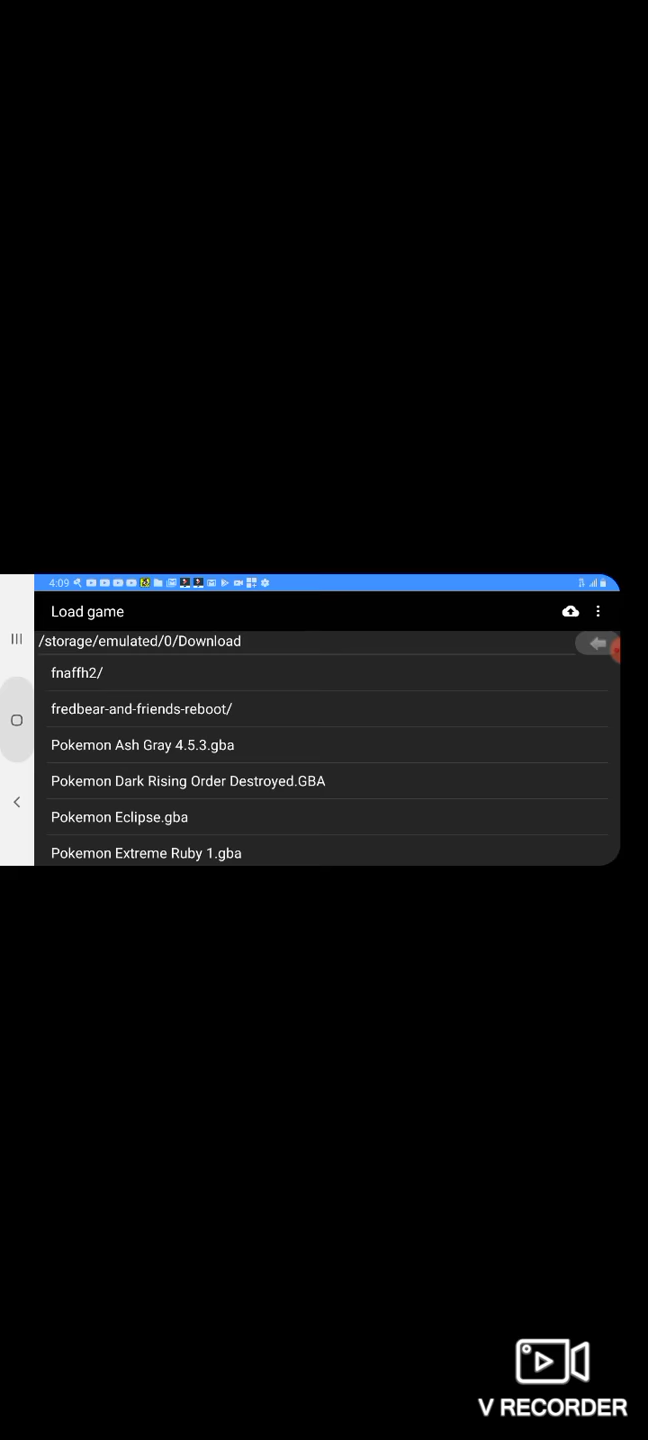 4:09
Load game
/storage/emulated/0/Download
fnaffh2/
fredbear-and-friends-reboot/
Pokemon Ash Gray 4.5.3.gba
Pokemon Dark Rising Order Destroyed.GBA
Pokemon Eclipse.gba
Pokemon Extreme Ruby 1.gba
V RECORDER